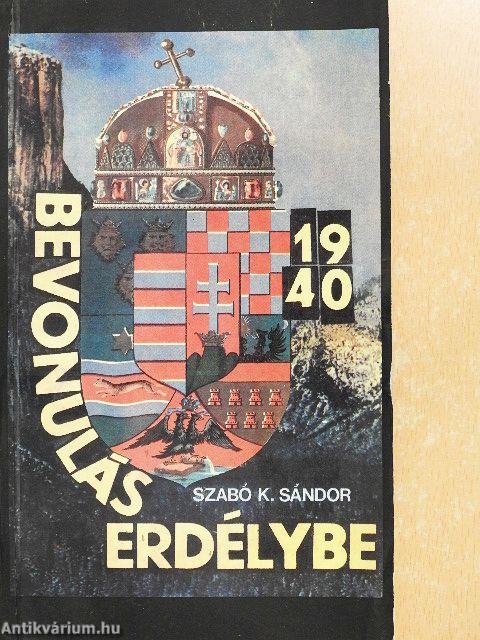 BEVONULÁS
ERDÉLYBE
19
40
SZABÓ K. SÁNDOR
Antikvárium.hu